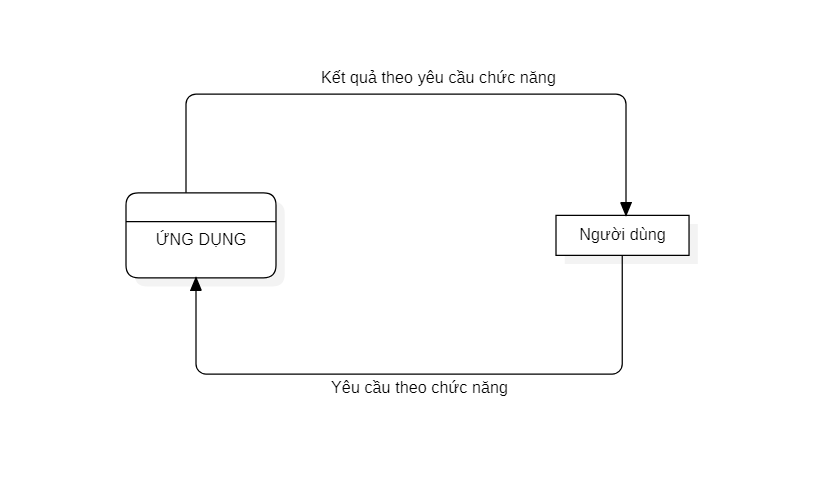 Kết quả theo yêu cầu chức năng
ỨNG DỤNG
Người dùng
Yêu cầu theo chức năng